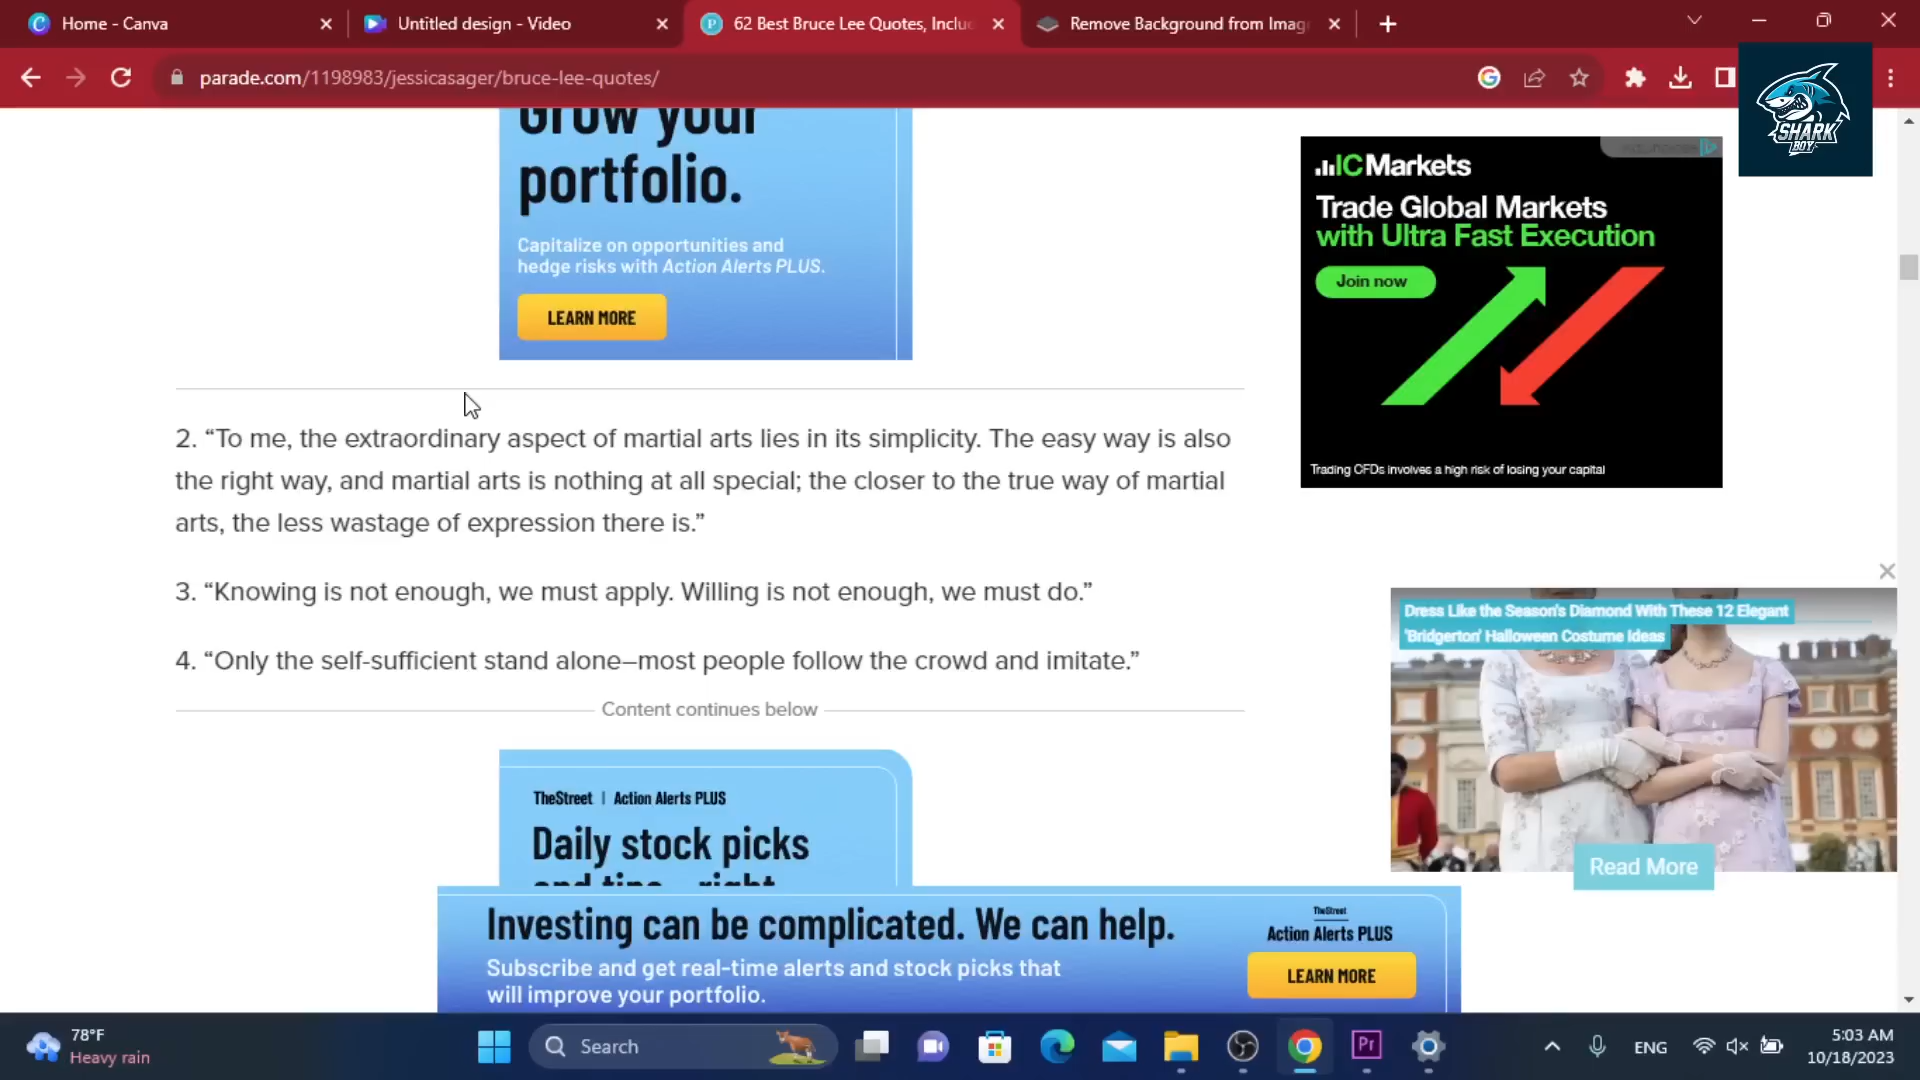 Home - Canva
Untitled design - Video
62 Best Bruce Lee Quotes, Inclu
Remove Background from Imag
parade.com/1198983/jessicasager/bruce-lee-quotes/
SHARK
BOY
Grow your
portfolio.
Capitalize on opportunities and
hedge risks with Action Alerts PLUS.
LEARN MORE
IC Markets
Trade Global Markets
with Ultra Fast Execution
Join now
Trading CFDs involves a high risk of losing your capital
2. “To me, the extraordinary aspect of martial arts lies in its simplicity. The easy way is also
the right way, and martial arts is nothing at all special; the closer to the true way of martial
arts, the less wastage of expression there is.”
3. “Knowing is not enough, we must apply. Willing is not enough, we must do.”
4. “Only the self-sufficient stand alone—most people follow the crowd and imitate.”
Content continues below
Dress Like the Season's Diamond With These 12 Elegant
'Bridgerton' Halloween Costume Ideas
Read More
TheStreet | Action Alerts PLUS
Daily stock picks
and tips—right
Investing can be complicated. We can help.
Subscribe and get real-time alerts and stock picks that
will improve your portfolio.
TheStreet
Action Alerts PLUS
LEARN MORE
78°F
Heavy rain
Search
Pr
ENG
5:03 AM
10/18/2023